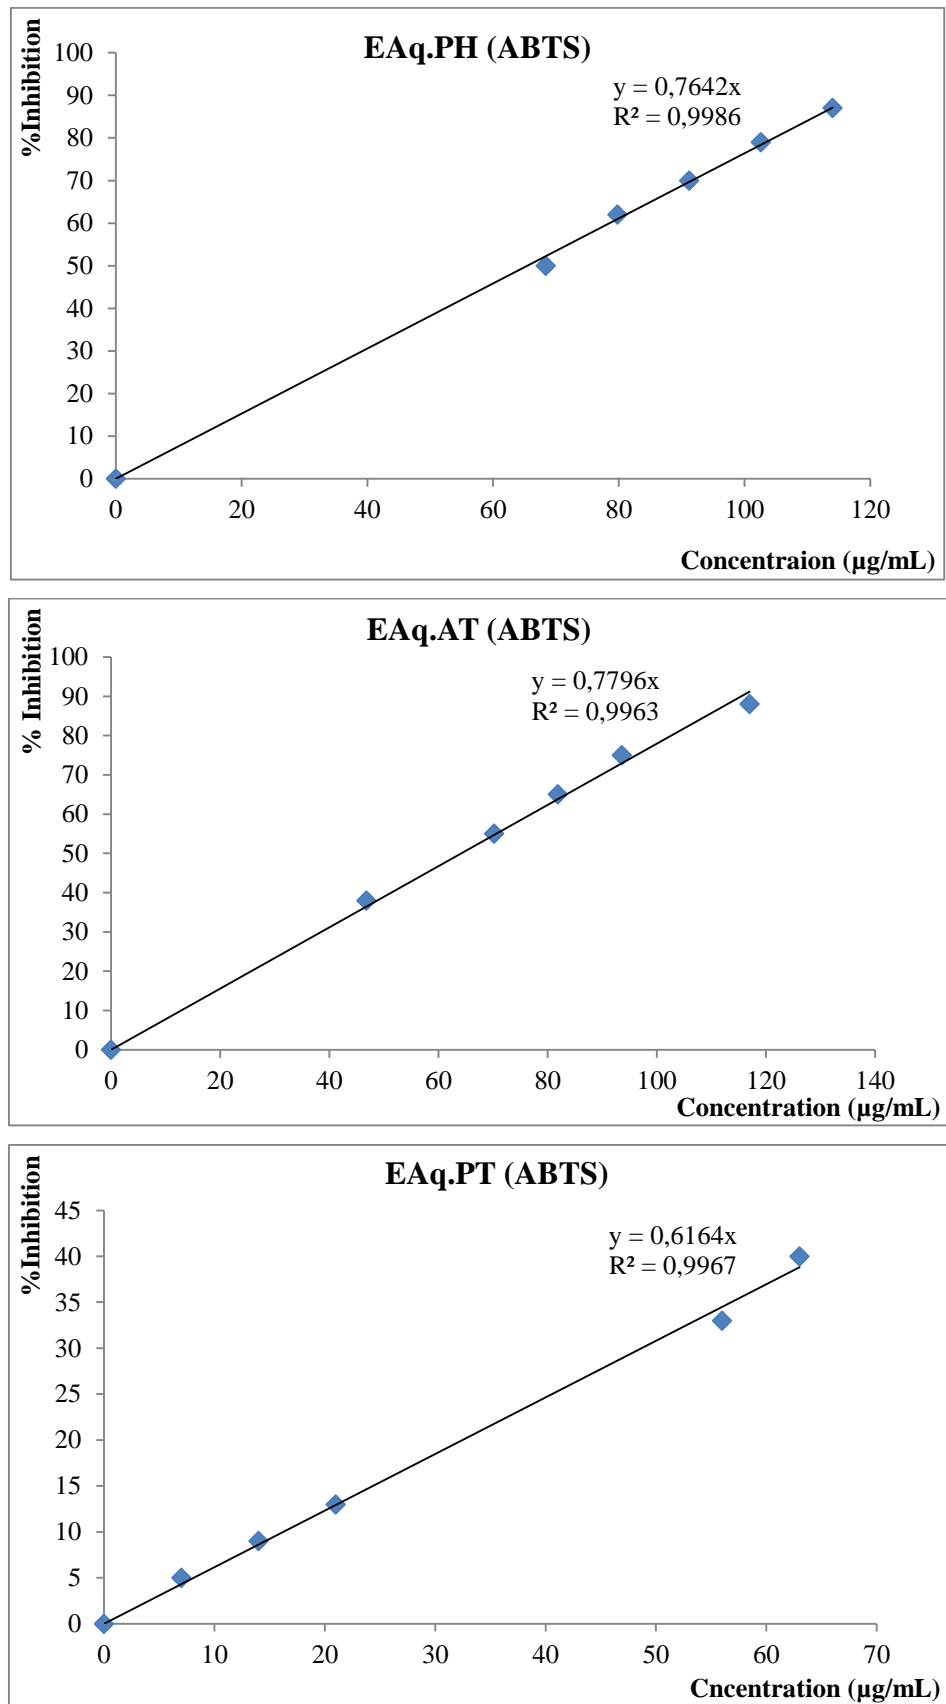 EAq.PH (ABTS)
%Inhibition
y = 0,7642x
R² = 0,9986
100
90
80
70
60
50
40
30
20
10
0
0 20 40 60 80 100 120
Concentraion (µg/mL)
EAq.AT (ABTS)
% Inhibition
y = 0,7796x
R² = 0,9963
100
90
80
70
60
50
40
30
20
10
0
0 20 40 60 80 100 120 140
Concentration (µg/mL)
EAq.PT (ABTS)
%Inhibition
y = 0,6164x
R² = 0,9967
45
40
35
30
25
20
15
10
5
0
0 10 20 30 40 50 60 70
Cncentration (µg/mL)